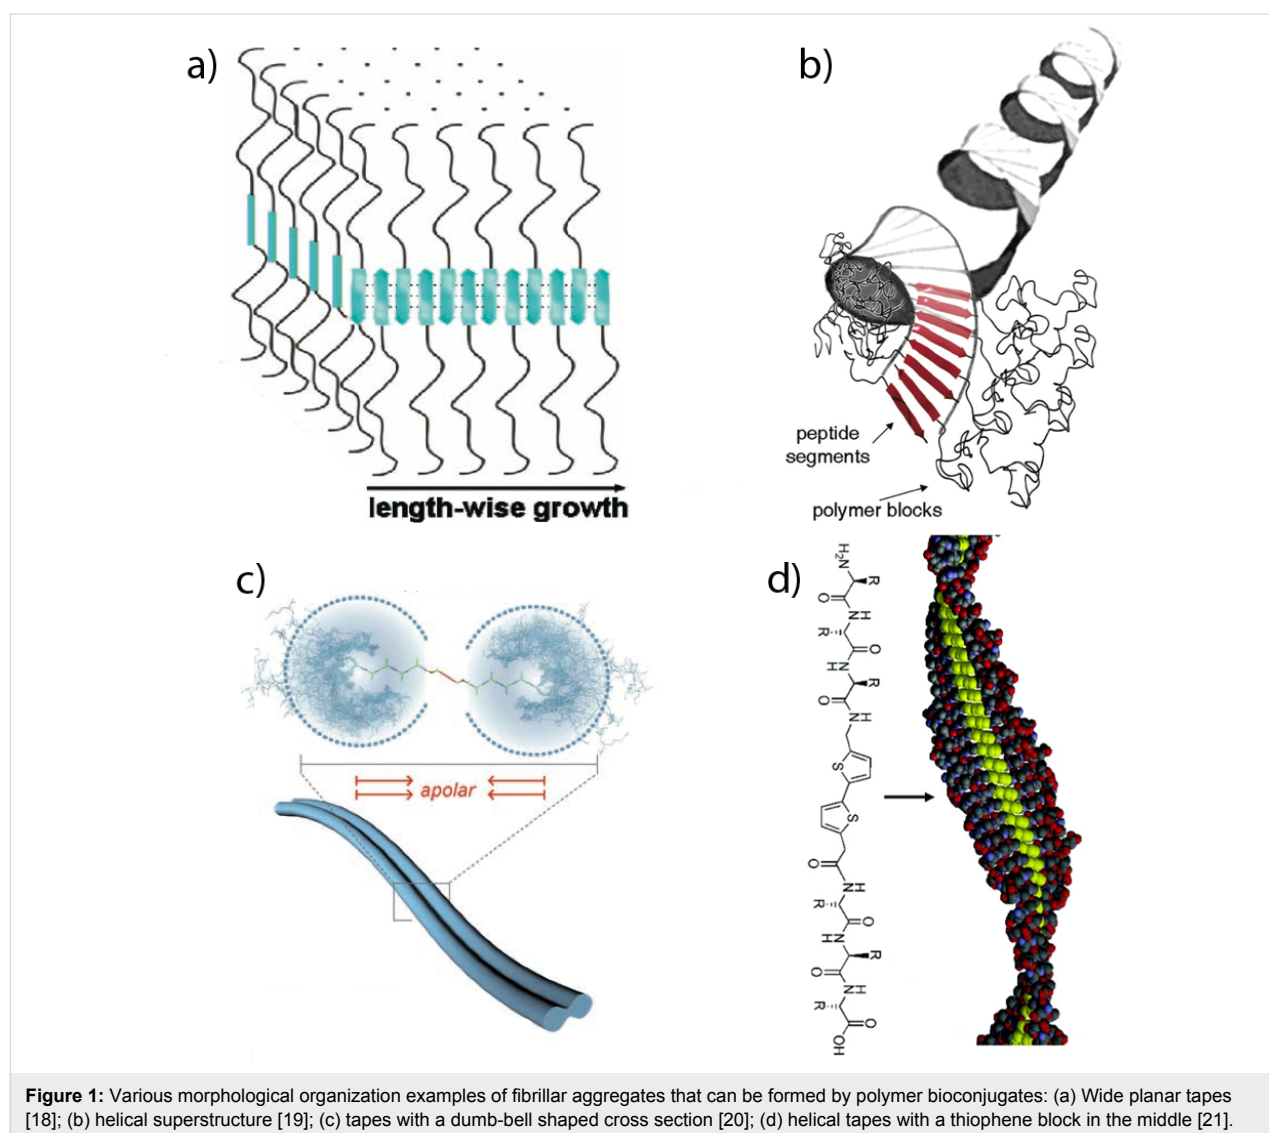 a)
length-wise growth
b)
peptide
segments
polymer blocks
c)
apolar
d)
H2N
R
O
H
N
R
O
N
H
R
O
H
N
S
S
O
H
N
R
O
N
H
R
O
H
N
R
O
OH
Figure 1: Various morphological organization examples of fibrillar aggregates that can be formed by polymer bioconjugates: (a) Wide planar tapes
[18]; (b) helical superstructure [19]; (c) tapes with a dumb-bell shaped cross section [20]; (d) helical tapes with a thiophene block in the middle [21].